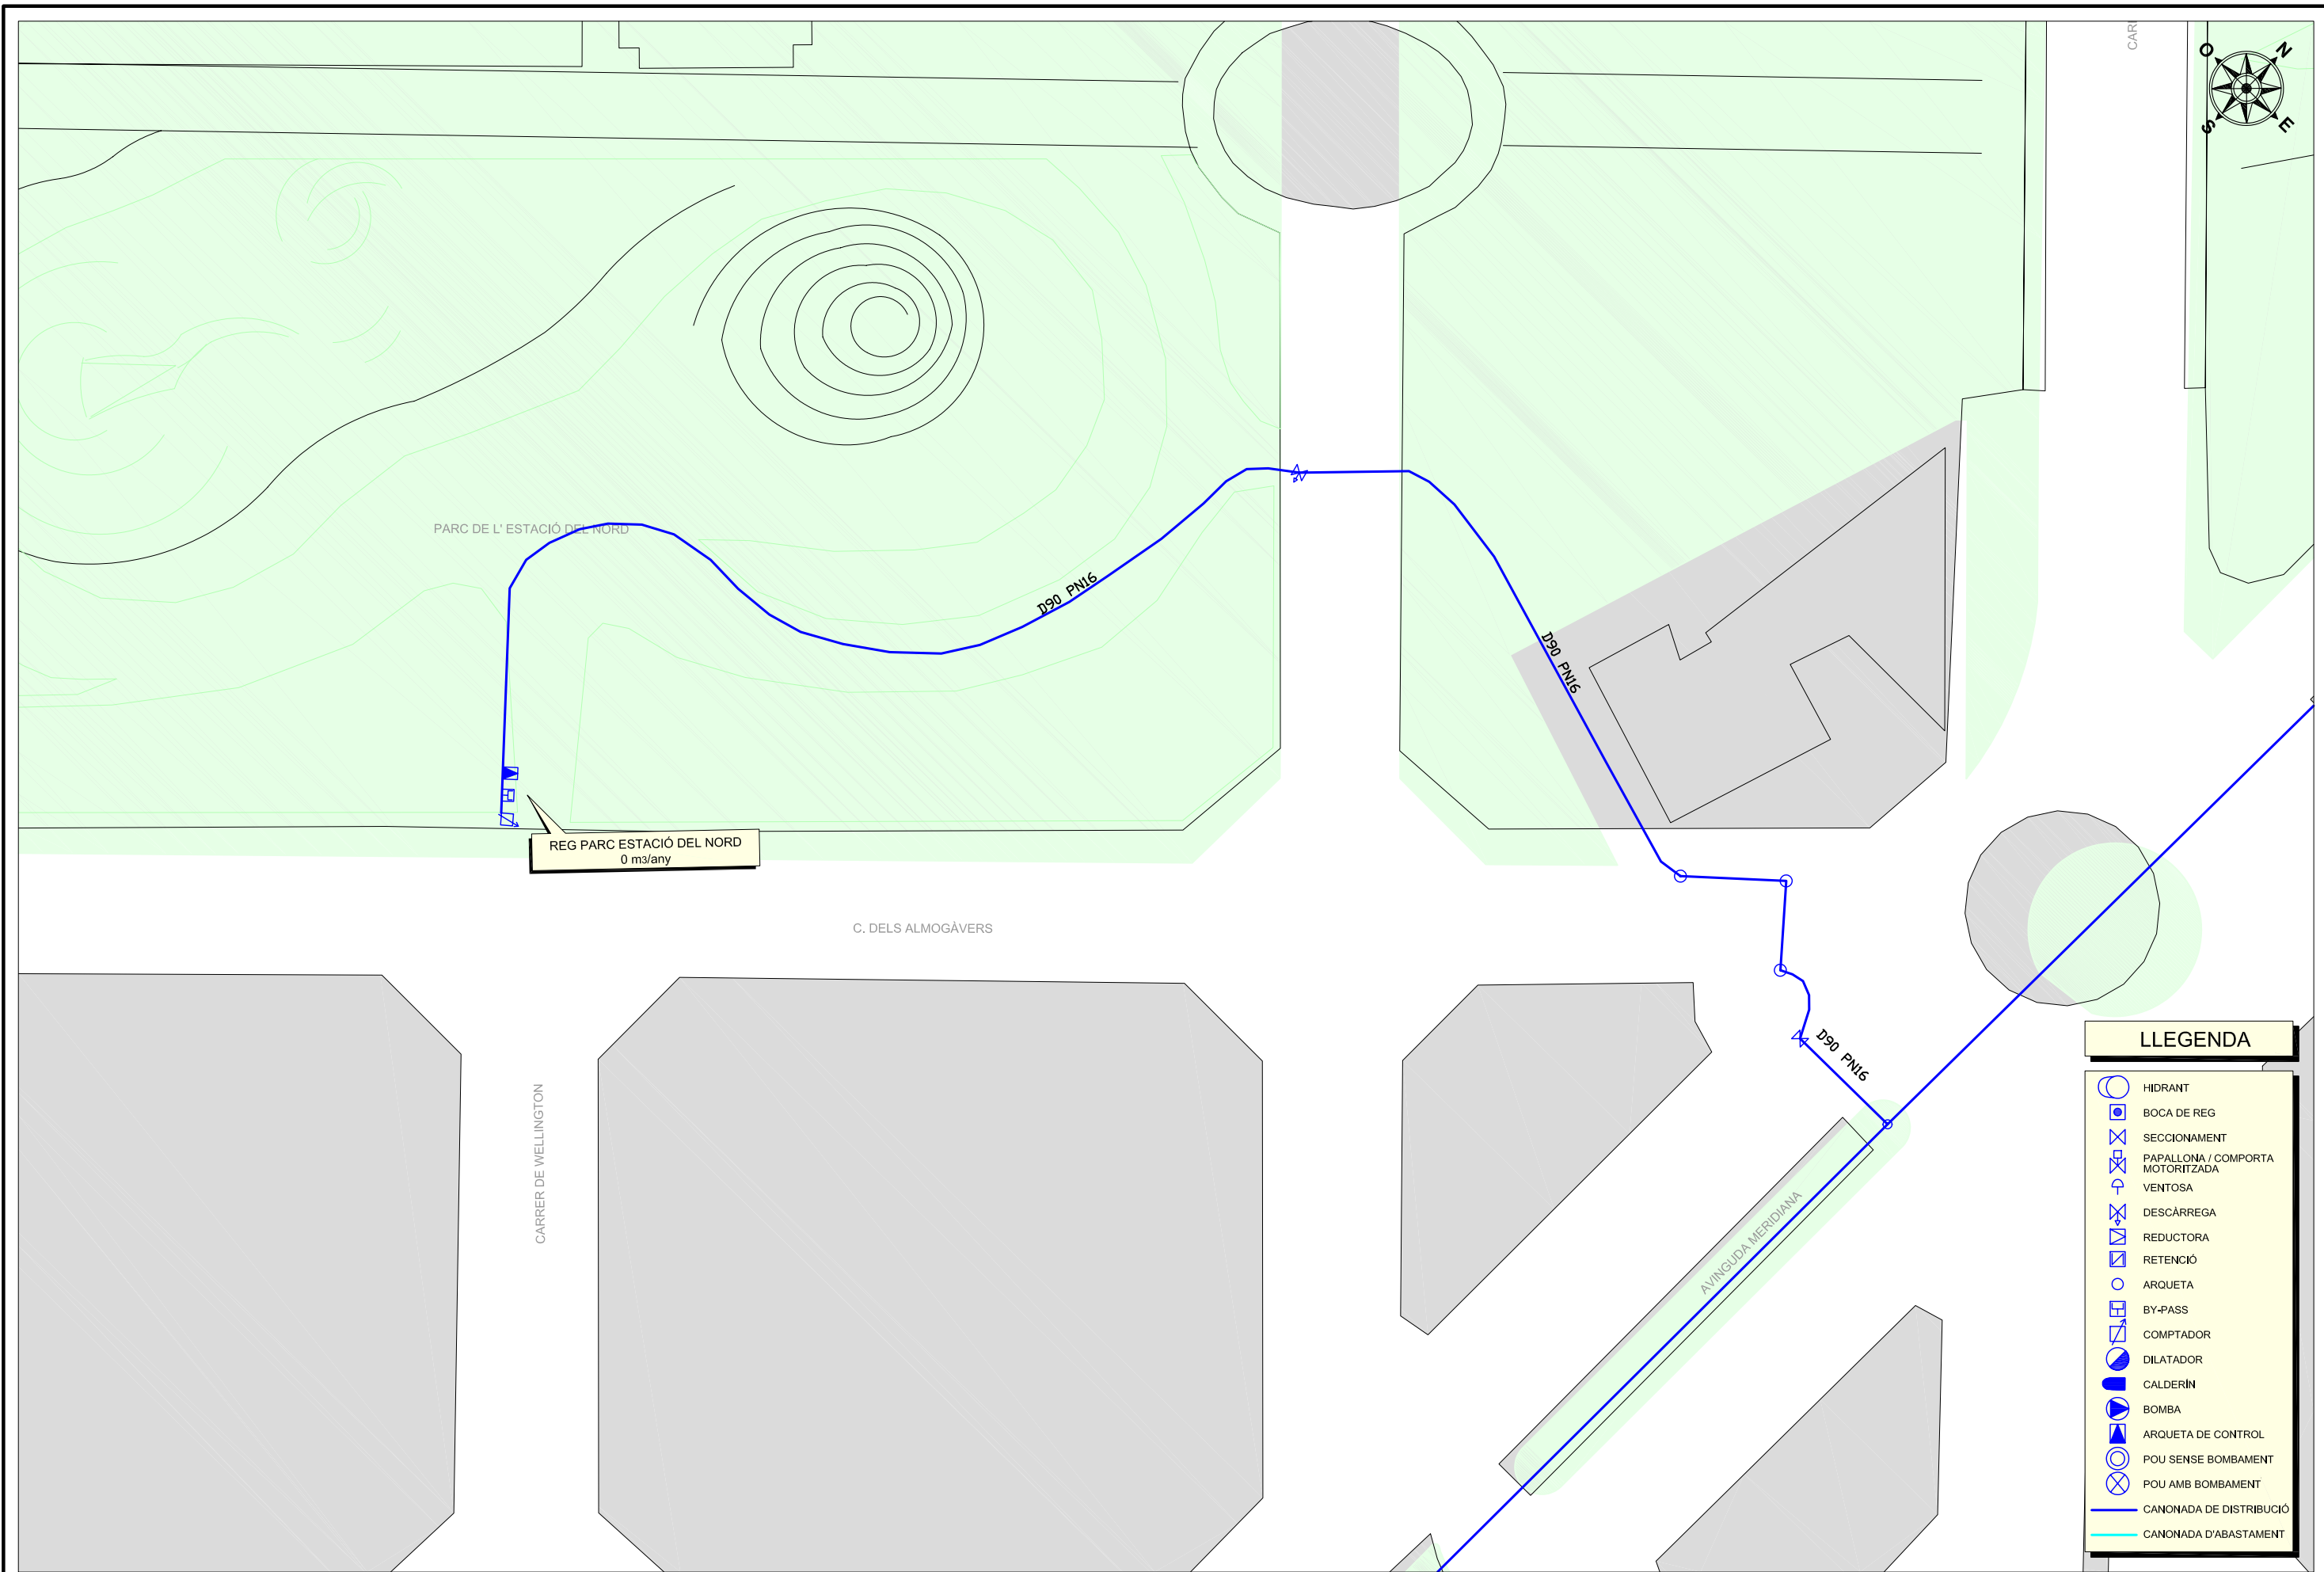 CAR
O
N
S
E
PARC DE L' ESTACIÓ DEL NORD
D90 PN16
D90 PN16
REG PARC ESTACIÓ DEL NORD
0 m3/any
C. DELS ALMOGÀVERS
D90 PN16
CARRER DE WELLINGTON
AVINGUDA MERIDIANA
LLEGENDA
HIDRANT
BOCA DE REG
SECCIONAMENT
PAPALLONA / COMPORTA
MOTORITZADA
VENTOSA
DESCÀRREGA
REDUCTORA
RETENCIÓ
ARQUETA
BY-PASS
COMPTADOR
DILATADOR
CALDERÍN
BOMBA
ARQUETA DE CONTROL
POU SENSE BOMBAMENT
POU AMB BOMBAMENT
CANONADA DE DISTRIBUCIÓ
CANONADA D'ABASTAMENT